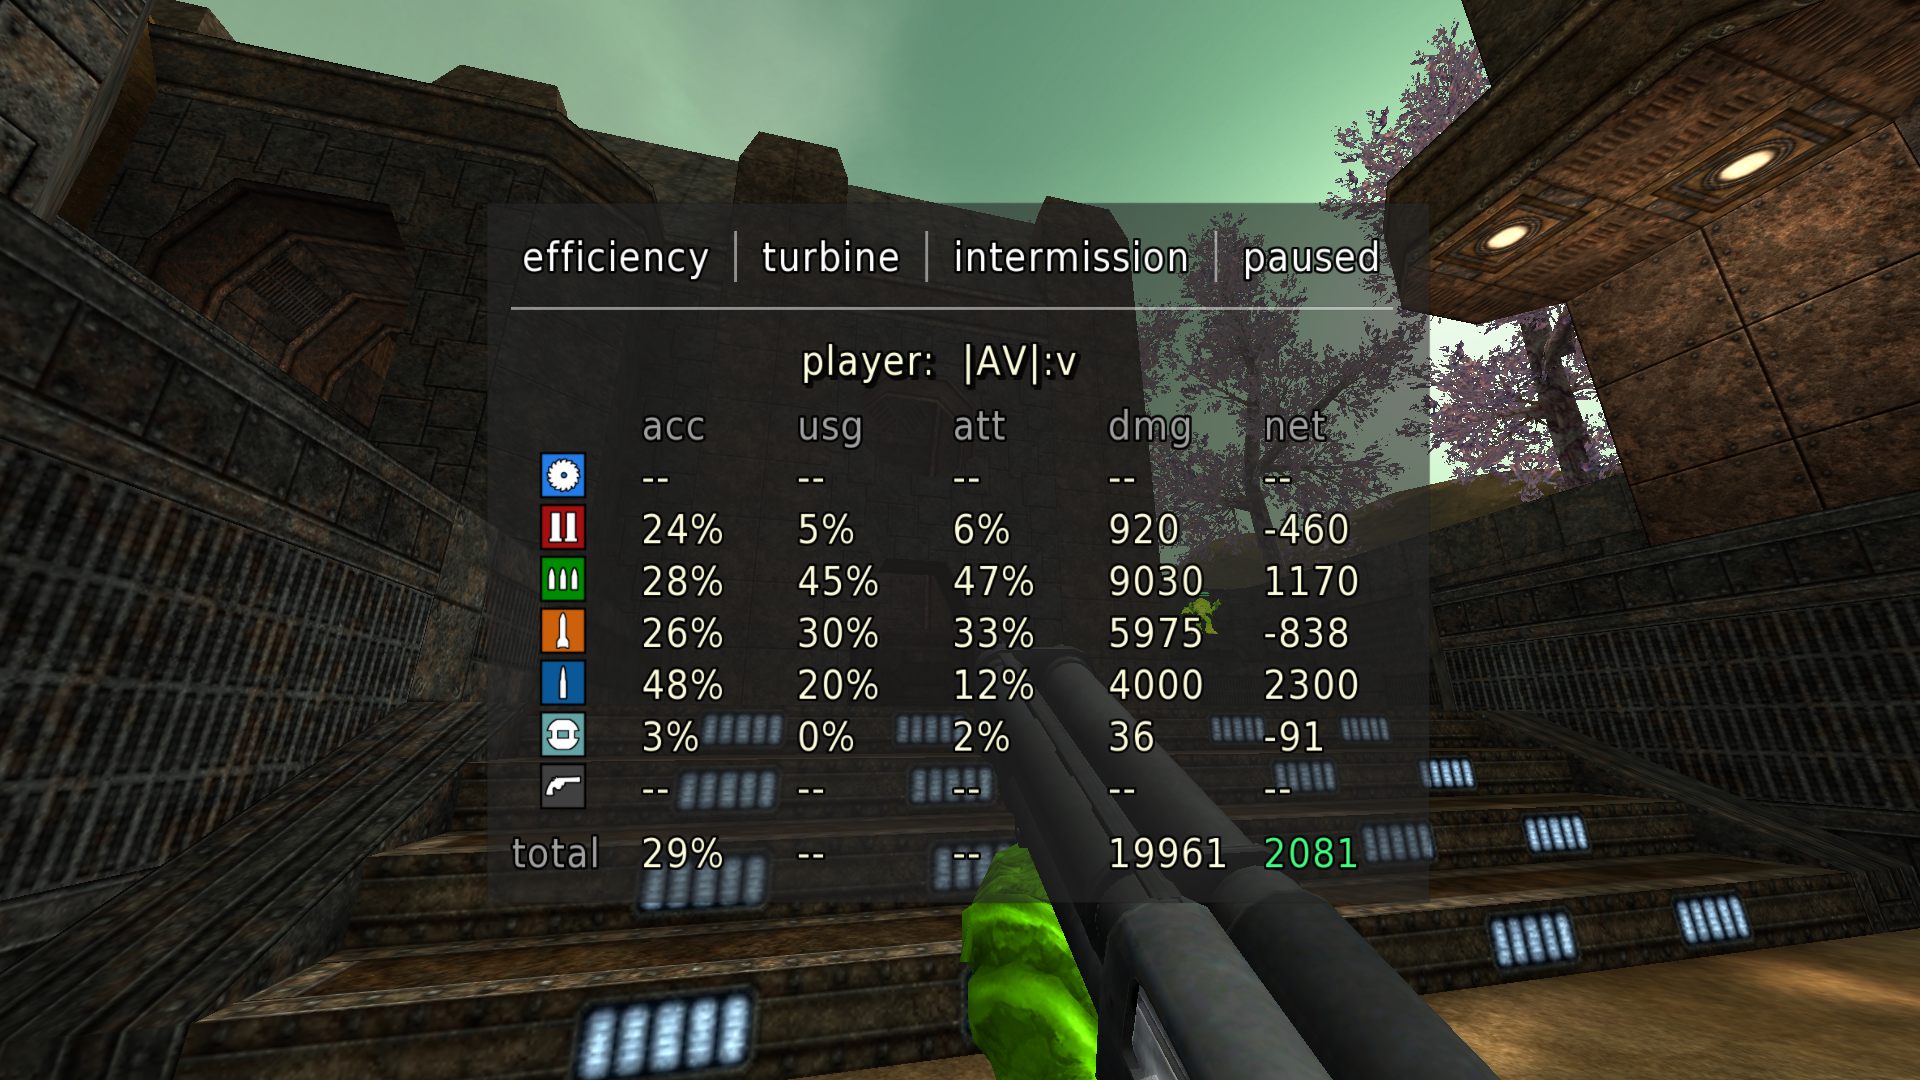 efficiency | turbine | intermission | paused
player: |AV|:v
acc usg att dmg net
-- -- -- -- --
24% 5% 6% 920 -460
28% 45% 47% 9030 1170
26% 30% 33% 5975 -838
48% 20% 12% 4000 2300
3% 0% 2% 36 -91
-- -- -- -- --
total 29% -- -- 19961 2081